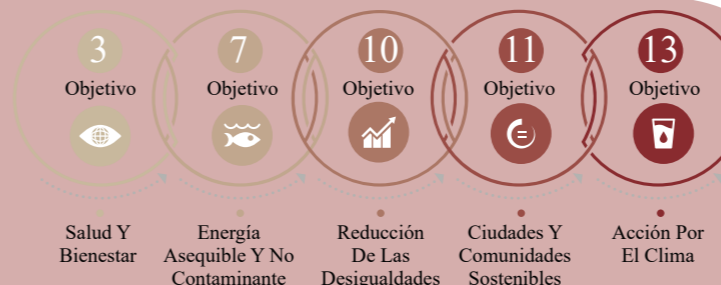 3
Objetivo
7
Objetivo
10
Objetivo
11
Objetivo
13
Objetivo
Salud Y
Bienestar
Energía
Asequible Y No
Contaminante
Reducción
De Las
Desigualdades
Ciudades Y
Comunidades
Sostenibles
Acción Por
El Clima